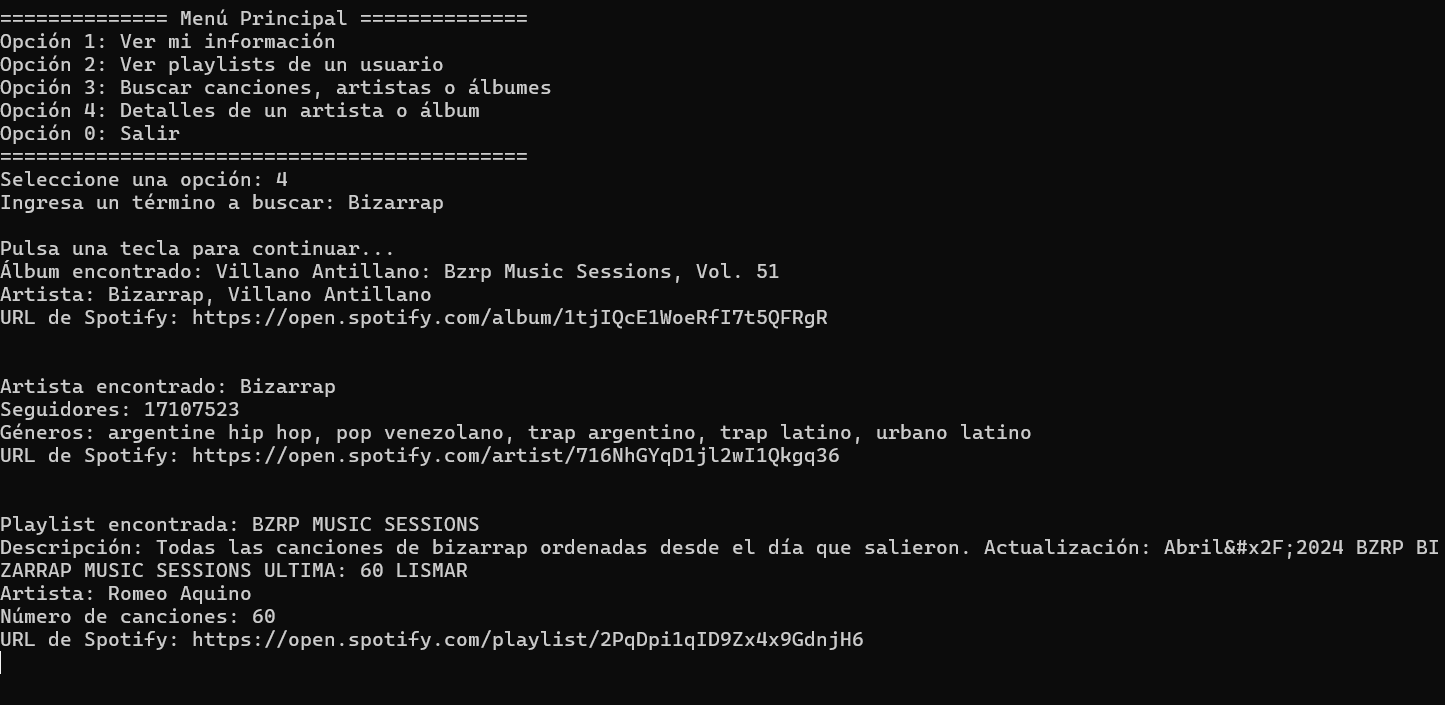 ============== Menú Principal ==============
Opción 1: Ver mi información
Opción 2: Ver playlists de un usuario
Opción 3: Buscar canciones, artistas o álbumes
Opción 4: Detalles de un artista o álbum
Opción 0: Salir
============================================
Seleccione una opción: 4
Ingresa un término a buscar: Bizarrap
Pulsa una tecla para continuar...
Álbum encontrado: Villano Antillano: Bzrp Music Sessions, Vol. 51
Artista: Bizarrap, Villano Antillano
URL de Spotify: https://open.spotify.com/album/1tjIQcE1WoeRfI7t5QFRgR
Artista encontrado: Bizarrap
Seguidores: 17107523
Géneros: argentine hip hop, pop venezolano, trap argentino, trap latino, urbano latino
URL de Spotify: https://open.spotify.com/artist/716NhGYqD1jl2wI1Qkgq36
Playlist encontrada: BZRP MUSIC SESSIONS
Descripción: Todas las canciones de bizarrap ordenadas desde el día que salieron. Actualización: Abril&#x2F;2024 BZRP BI
ZARRAP MUSIC SESSIONS ULTIMA: 60 LISMAR
Artista: Romeo Aquino
Número de canciones: 60
URL de Spotify: https://open.spotify.com/playlist/2PqDpi1qID9Zx4x9GdnjH6